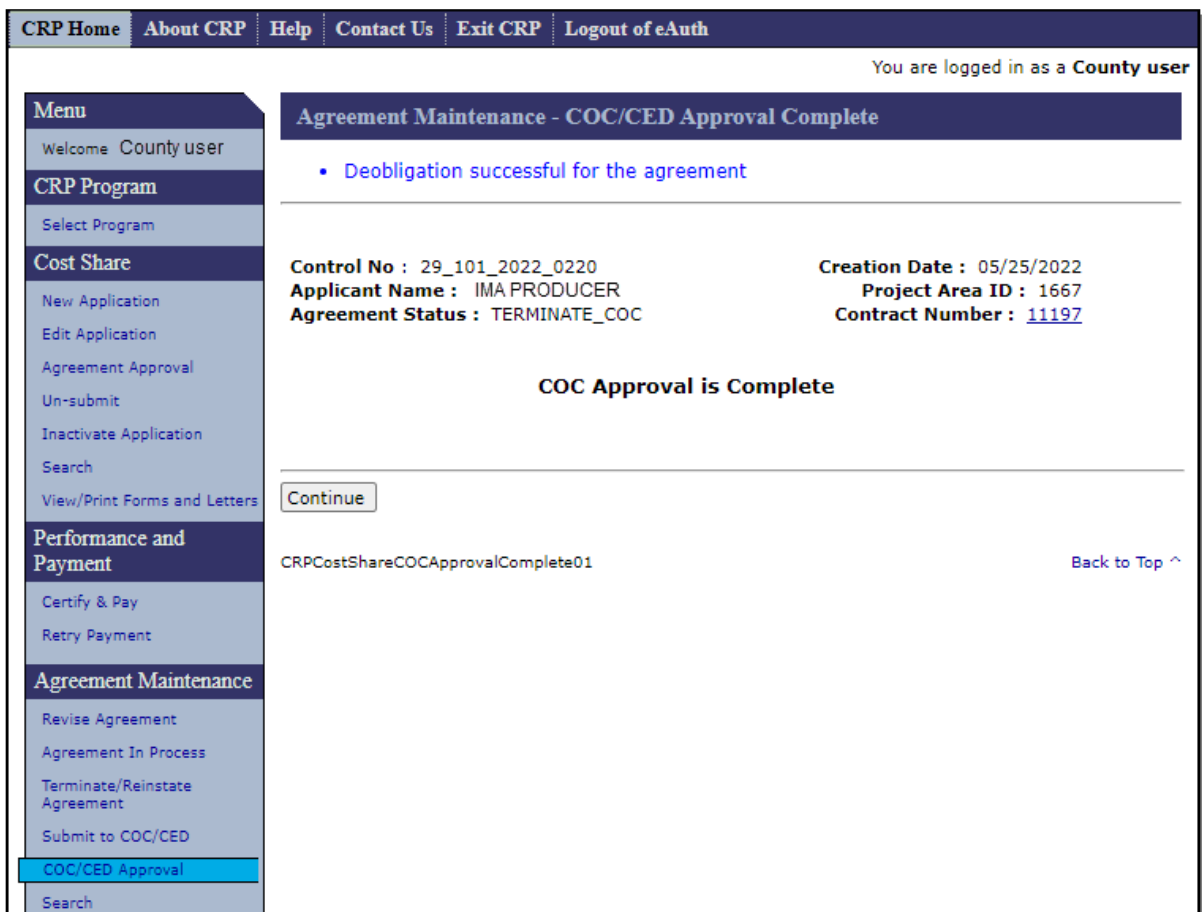 CRP Home About CRP Help Contact Us Exit CRP Logout of eAuth
You are logged in as a County user
Menu
Welcome County user
CRP Program
Select Program
Cost Share
New Application
Edit Application
Agreement Approval
Un-submit
Inactivate Application
Search
View/Print Forms and Letters
Performance and
Payment
Certify & Pay
Retry Payment
Agreement Maintenance
Revise Agreement
Agreement In Process
Terminate/Reinstate
Agreement
Submit to COC/CED
COC/CED Approval
Search
Agreement Maintenance - COC/CED Approval Complete
• Deobligation successful for the agreement
Control No : 29_101_2022_0220 Creation Date : 05/25/2022
Applicant Name : IMA PRODUCER Project Area ID : 1667
Agreement Status : TERMINATE_COC Contract Number : 11197
COC Approval is Complete
Continue
CRPCostShareCOCApprovalComplete01 Back to Top ^